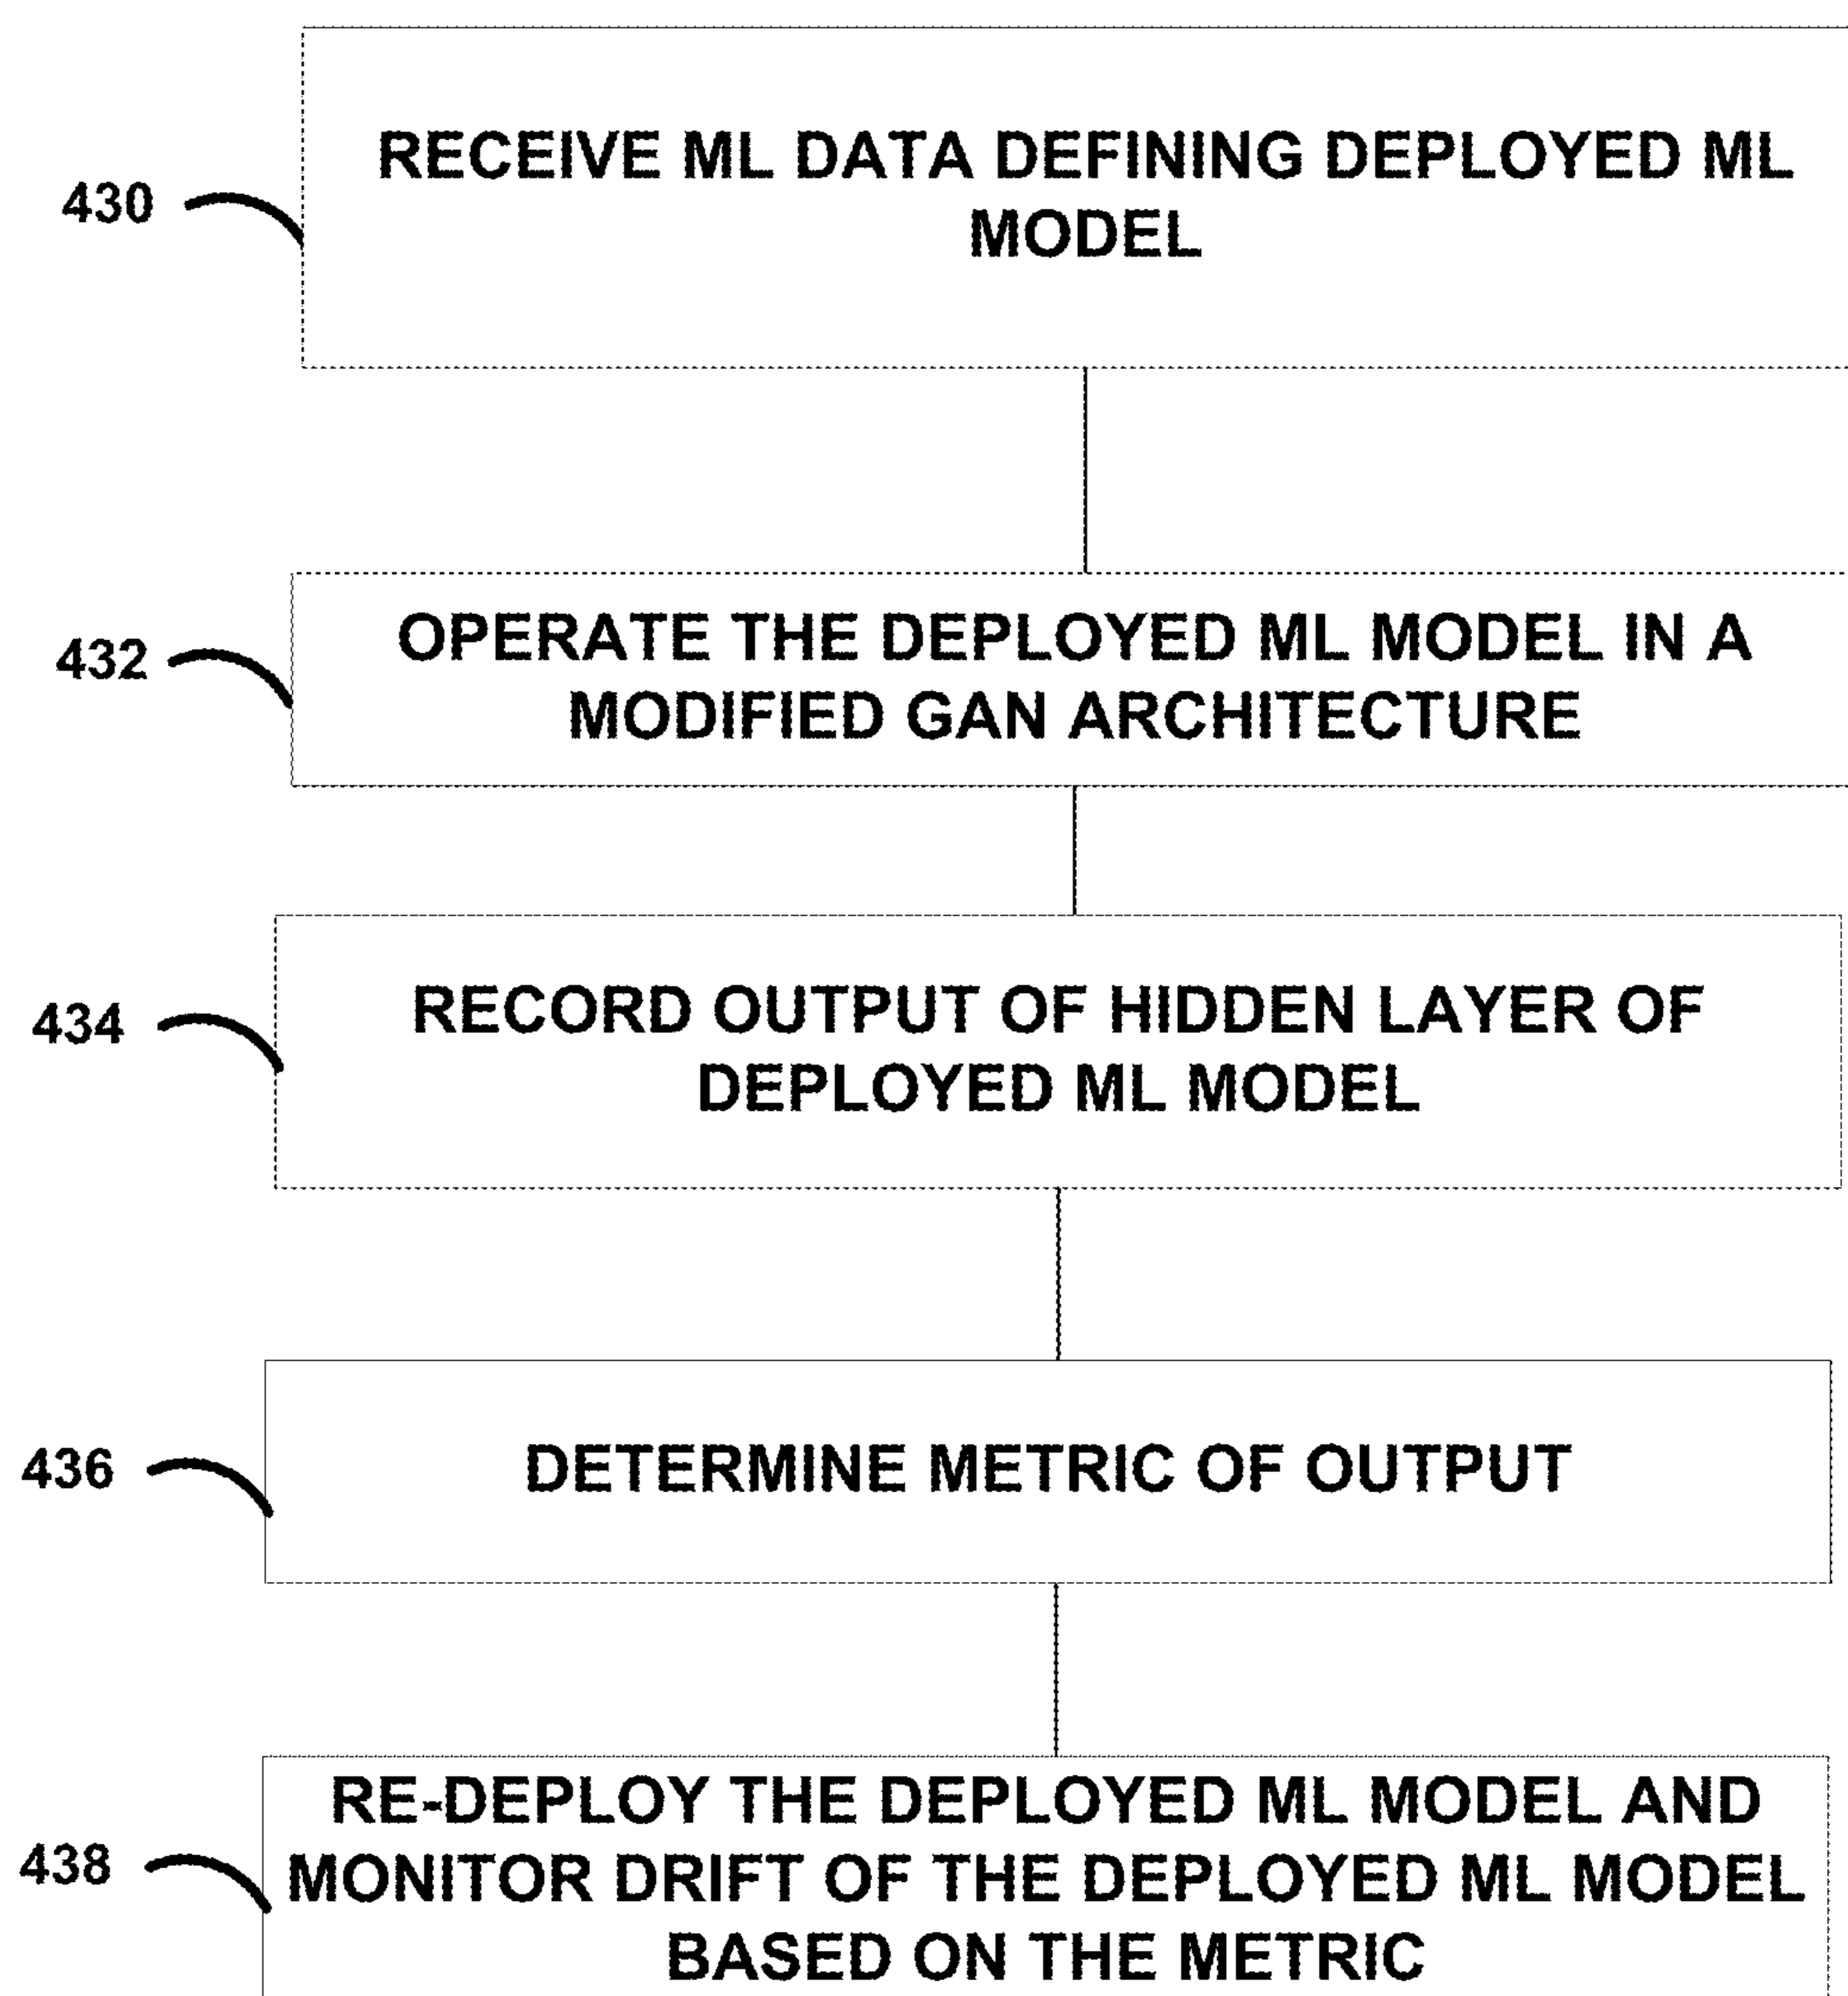 RECEIVE ML DATA DEFINING DEPLOYED ML
MODEL
430
OPERATE THE DEPLOYED ML MODEL IN A
MODIFIED GAN ARCHITECTURE
432
RECORD OUTPUT OF HIDDEN LAYER OF
DEPLOYED ML MODEL
434
DETERMINE METRIC OF OUTPUT
436
RE-DEPLOY THE DEPLOYED ML MODEL AND
MONITOR DRIFT OF THE DEPLOYED ML MODEL
BASED ON THE METRIC
438